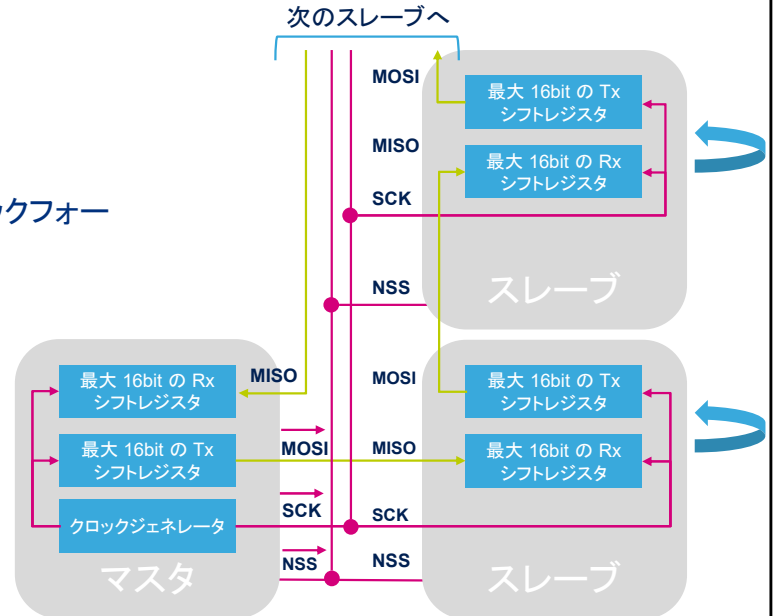 次のスレーブへ
MOSI
最大 16bit の Tx
シフトレジスタ
MISO
最大 16bit の Rx
シフトレジスタ
SCK
ックフォー
NSS
スレーブ
最大 16bit の Rx
シフトレジスタ
MISO
MOSI
最大 16bit の Tx
シフトレジスタ
最大 16bit の Tx
シフトレジスタ
MOSI
MISO
最大 16bit の Rx
シフトレジスタ
クロックジェネレータ
SCK
SCK
マスタ
NSS
NSS
スレーブ